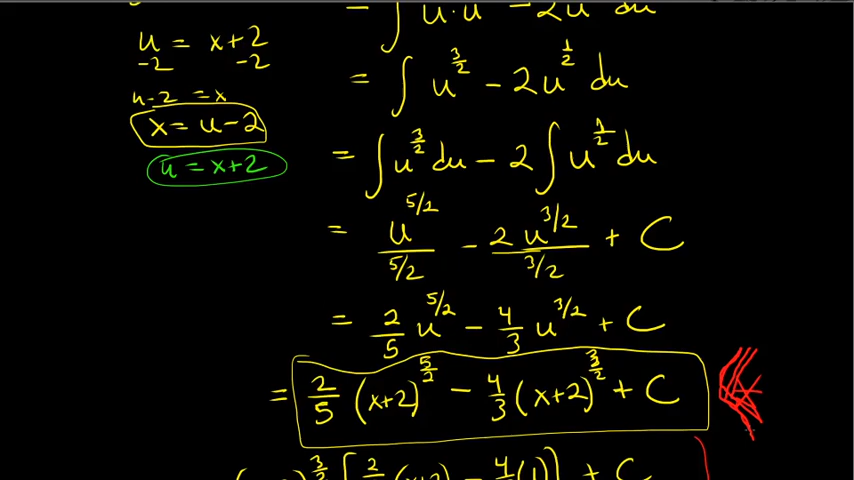 = ∫ u·u - 2u du
u = x+2
-2 -2
= ∫ u^{3/2} - 2u^{1/2} du
u-2 = x
x = u-2
= ∫ u^{3/2} du - 2 ∫ u^{1/2} du
u = x+2
= u^{5/2}/(5/2) - 2u^{3/2}/(3/2) + C
= 2/5 u^{5/2} - 4/3 u^{3/2} + C
= 2/5 (x+2)^{5/2} - 4/3 (x+2)^{3/2} + C